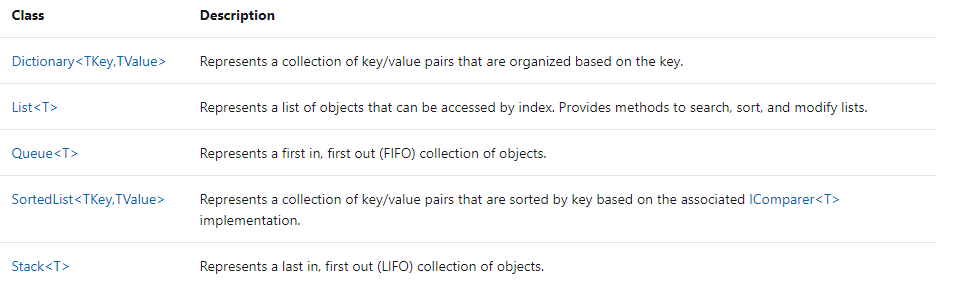 Class Description
Dictionary<TKey,TValue> Represents a collection of key/value pairs that are organized based on the key.
List<T> Represents a list of objects that can be accessed by index. Provides methods to search, sort, and modify lists.
Queue<T> Represents a first in, first out (FIFO) collection of objects.
SortedList<TKey,TValue> Represents a collection of key/value pairs that are sorted by key based on the associated IComparer<T>
implementation.
Stack<T> Represents a last in, first out (LIFO) collection of objects.